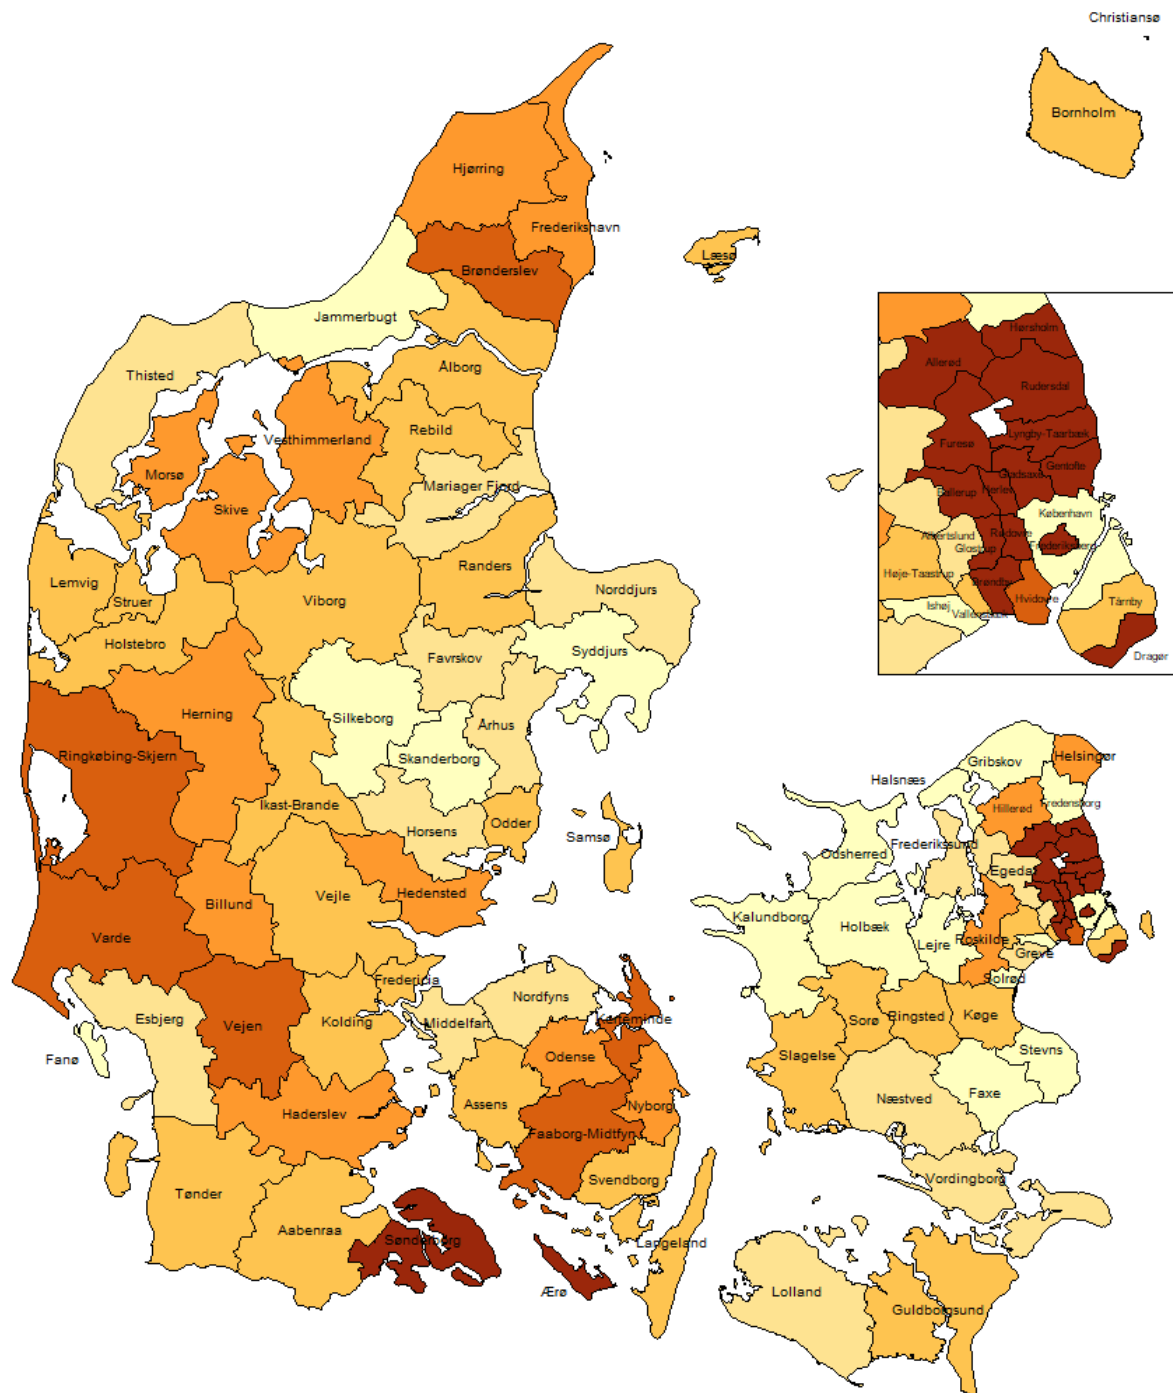 Christiansø
Bornholm
Hjørring
Frederikshavn
Læsø
Brønderslev
Jammerbugt
Thisted
Ålborg
Vesthimmerland
Rebild
Morsø
Mariager Fjord
Skive
Lemvig
Struer
Viborg
Randers
Norddjurs
Holstebro
Favrskov
Syddjurs
Herning
Silkeborg
Århus
Ringkøbing-Skjern
Skanderborg
Ikast-Brande
Horsens
Odder
Samsø
Billund
Vejle
Hedensted
Varde
Fredericia
Esbjerg
Vejen
Kolding
Middelfart
Nordfyns
Kerteminde
Fanø
Odense
Haderslev
Assens
Nyborg
Faaborg-Midtfyn
Svendborg
Tønder
Aabenraa
Sønderborg
Langeland
Ærø
Hørsholm
Allerød
Rudersdal
Furesø
Lyngby-Taarbæk
Gentofte
Gladsaxe
Ballerup
Herlev
København
Albertslund
Rødovre
Glostrup
Frederiksberg
Høje-Taastrup
Brøndby
Hvidovre
Ishøj
Vallensbæk
Tårnby
Dragør
Helsingør
Gribskov
Halsnæs
Hillerød
Fredensborg
Frederikssund
Odsherred
Egedal
Kalundborg
Holbæk
Lejre
Roskilde
Greve
Solrød
Sorø
Ringsted
Køge
Slagelse
Stevns
Næstved
Faxe
Vordingborg
Lolland
Guldborgsund